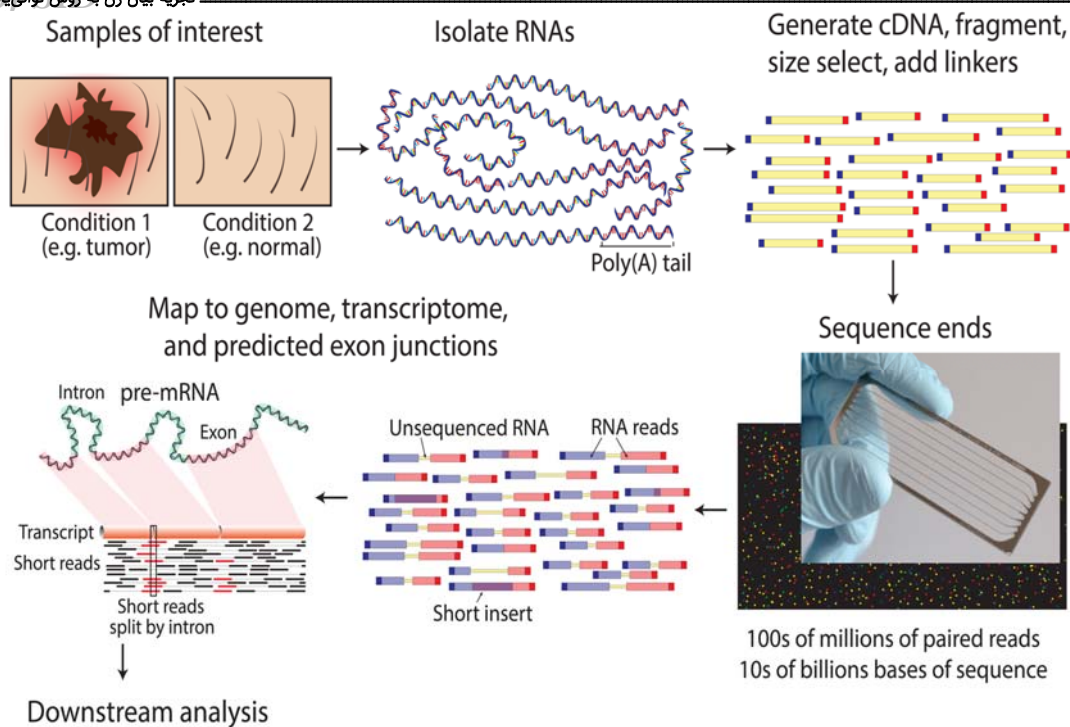 Samples of interest
Condition 1
(e.g. tumor)
Condition 2
(e.g. normal)
Isolate RNAs
Poly(A) tail
Generate cDNA, fragment,
size select, add linkers
Sequence ends
100s of millions of paired reads
10s of billions bases of sequence
Unsequenced RNA
RNA reads
Short insert
Map to genome, transcriptome,
and predicted exon junctions
Intron
pre-mRNA
Exon
Transcript
Short reads
Short reads
split by intron
Downstream analysis